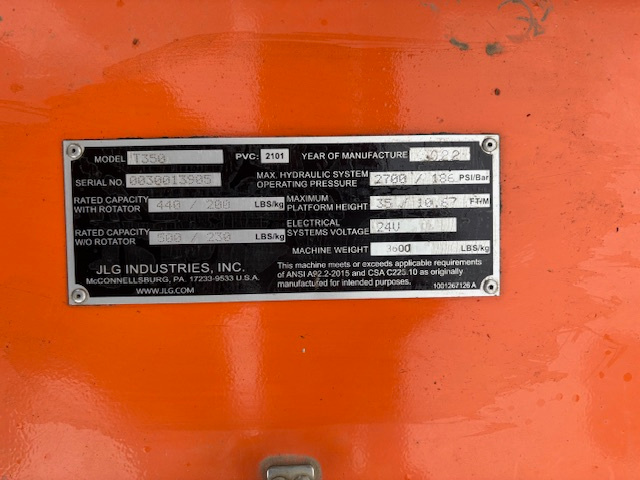 MODEL T350 PVC: 2101 YEAR OF MANUFACTURE 2022
SERIAL NO. 0030013905 MAX. HYDRAULIC SYSTEM OPERATING PRESSURE 2700 / 186 PSI/Bar
RATED CAPACITY WITH ROTATOR 440 / 200 LBS/kg MAXIMUM PLATFORM HEIGHT 35 / 10.67 FT/M
RATED CAPACITY W/O ROTATOR 500 / 230 LBS/kg ELECTRICAL SYSTEMS VOLTAGE 24V
MACHINE WEIGHT LBS/kg
JLG INDUSTRIES, INC.
McCONNELLSBURG, PA 17233-9533 U.S.A.
WWW.JLG.COM
This machine meets or exceeds applicable requirements
of ANSI A92.2-2015 and CSA C225.10 as originally
manufactured for intended purposes.
1001267126 A